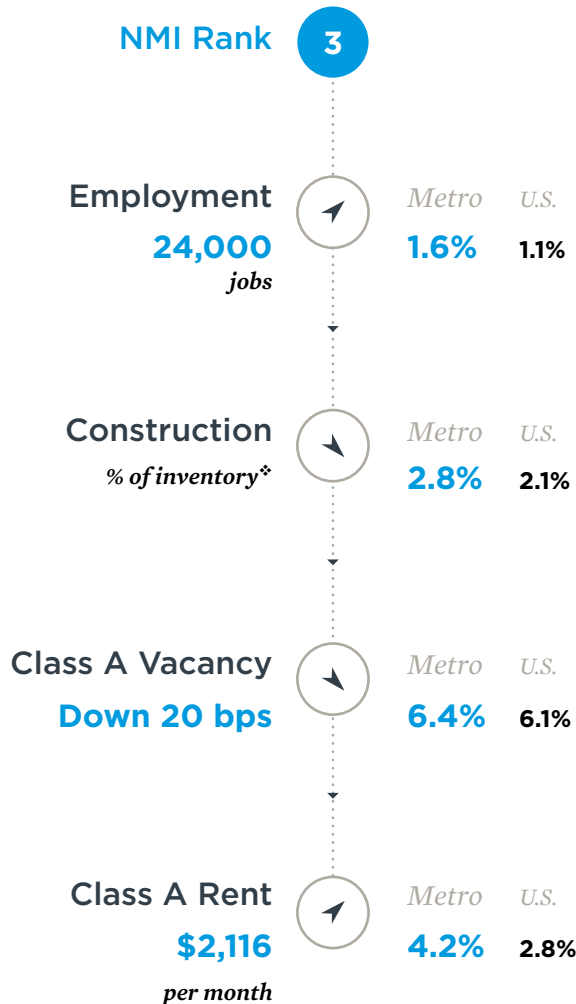 NMI Rank 3
Employment Metro U.S.
24,000 1.6% 1.1%
jobs
Construction Metro U.S.
% of inventory❖ 2.8% 2.1%
Class A Vacancy Metro U.S.
Down 20 bps 6.4% 6.1%
Class A Rent Metro U.S.
$2,116 4.2% 2.8%
per month